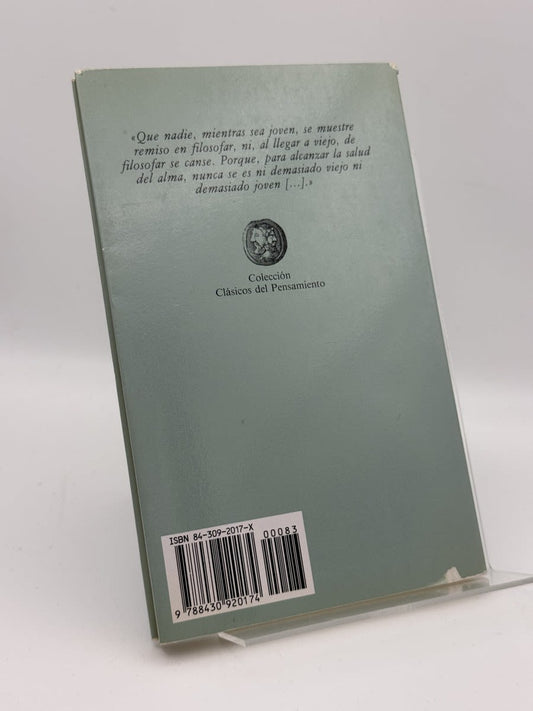 «Que nadie, mientras sea joven, se muestre
remiso en filosofar, ni, al llegar a viejo, de
filosofar se canse. Porque, para alcanzar la salud
del alma, nunca se es ni demasiado viejo ni
demasiado joven [...].»
Colección
Clásicos del Pensamiento
ISBN 84-309-2017-X
00083
9 788430 920174